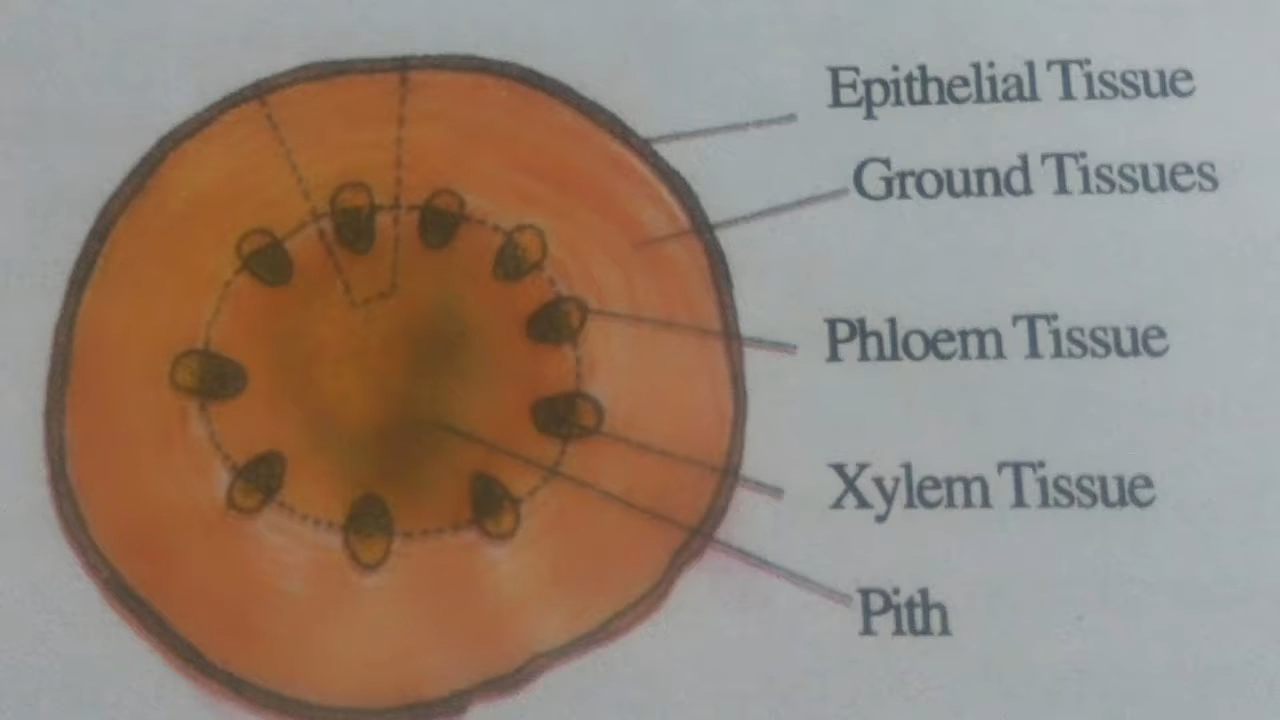 Epithelial Tissue
Ground Tissues
Phloem Tissue
Xylem Tissue
Pith